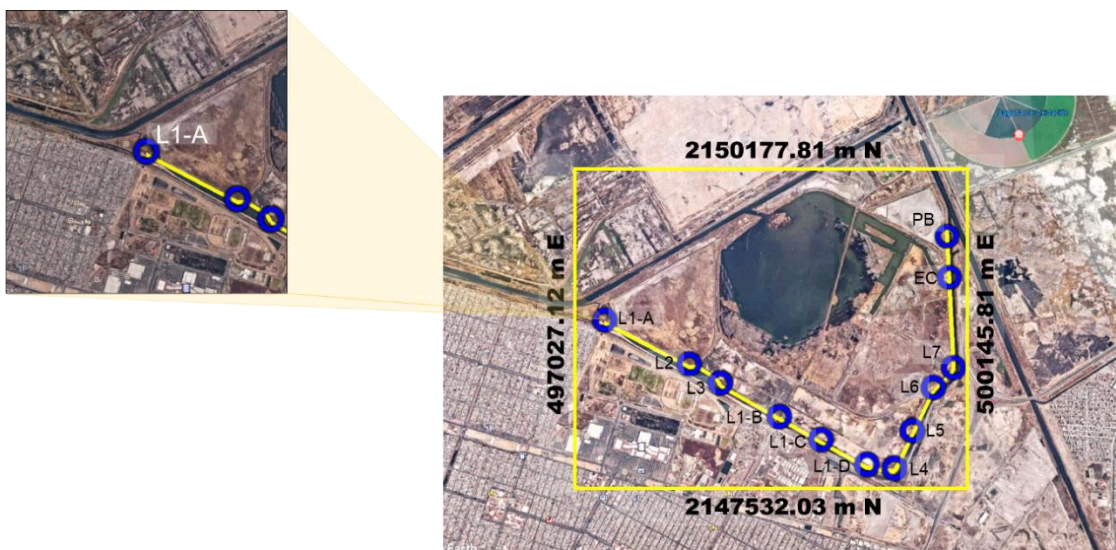 L1-A
2150177.81 m N
497027.12 m E
500145.81 m E
PB
EC
L1-A
L2
L3
L7
L6
L1-B
L5
L1-C
L1-D
L4
2147532.03 m N